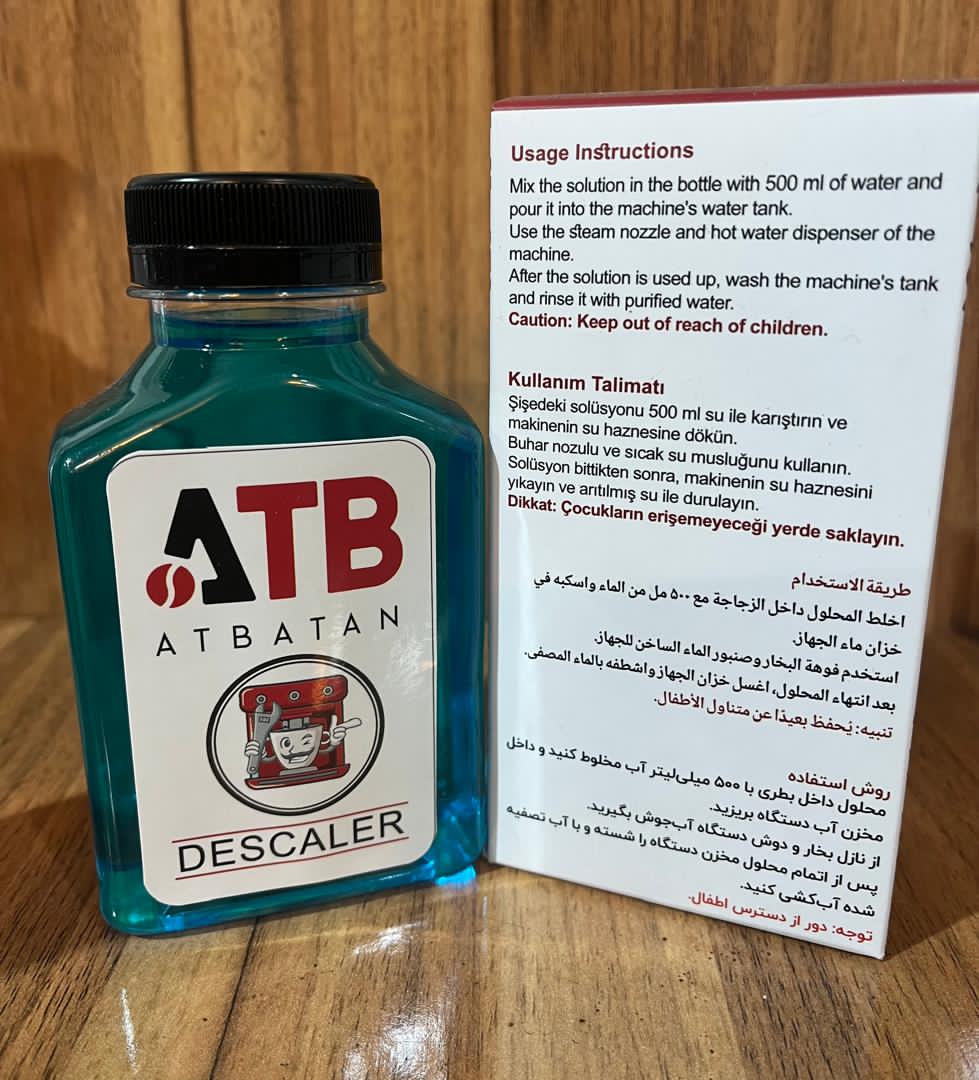 ATB
ATBATAN
DESCALER
Usage Instructions
Mix the solution in the bottle with 500 ml of water and
pour it into the machine's water tank.
Use the steam nozzle and hot water dispenser of the
machine.
After the solution is used up, wash the machine's tank
and rinse it with purified water.
Caution: Keep out of reach of children.
Kullanım Talimatı
Şişedeki solüsyonu 500 ml su ile karıştırın ve
makinenin su haznesine dökün.
Buhar nozulu ve sıcak su musluğunu kullanın.
Solüsyon bittikten sonra, makinenin su haznesini
yıkayın ve arıtılmış su ile durulayın.
Dikkat: Çocukların erişemeyeceği yerde saklayın.
طريقة الاستخدام
اخلط المحلول داخل الزجاجة مع ٥٠٠ مل من الماء واسكبه في
خزان ماء الجهاز.
استخدم فوهة البخار وصنبور الماء الساخن للجهاز.
بعد انتهاء المحلول، اغسل خزان الجهاز واشطفه بالماء المصفى.
تنبيه: يُحفظ بعيدًا عن متناول الأطفال.
روش استفاده
محلول داخل بطری با ۵۰۰ میلی‌لیتر آب مخلوط کنید و داخل
مخزن آب دستگاه بریزید.
از نازل بخار و دوش دستگاه آب‌جوش بگیرید.
پس از اتمام محلول مخزن دستگاه را شسته و با آب تصفیه
شده آب‌کشی کنید.
توجه: دور از دسترس اطفال.